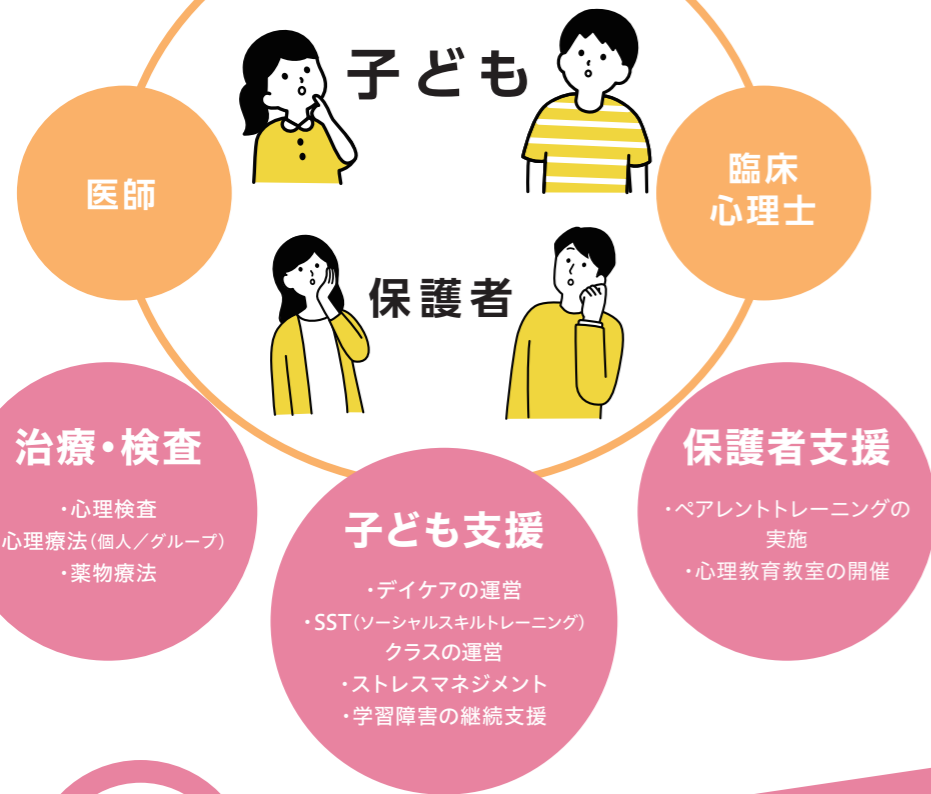 子ども
医師
臨床
心理士
保護者
治療・検査
・心理検査
心理療法(個人／グループ)
・薬物療法
子ども支援
・デイケアの運営
・SST(ソーシャルスキルトレーニング)
クラスの運営
・ストレスマネジメント
・学習障害の継続支援
保護者支援
・ペアレントトレーニングの
実施
・心理教育教室の開催